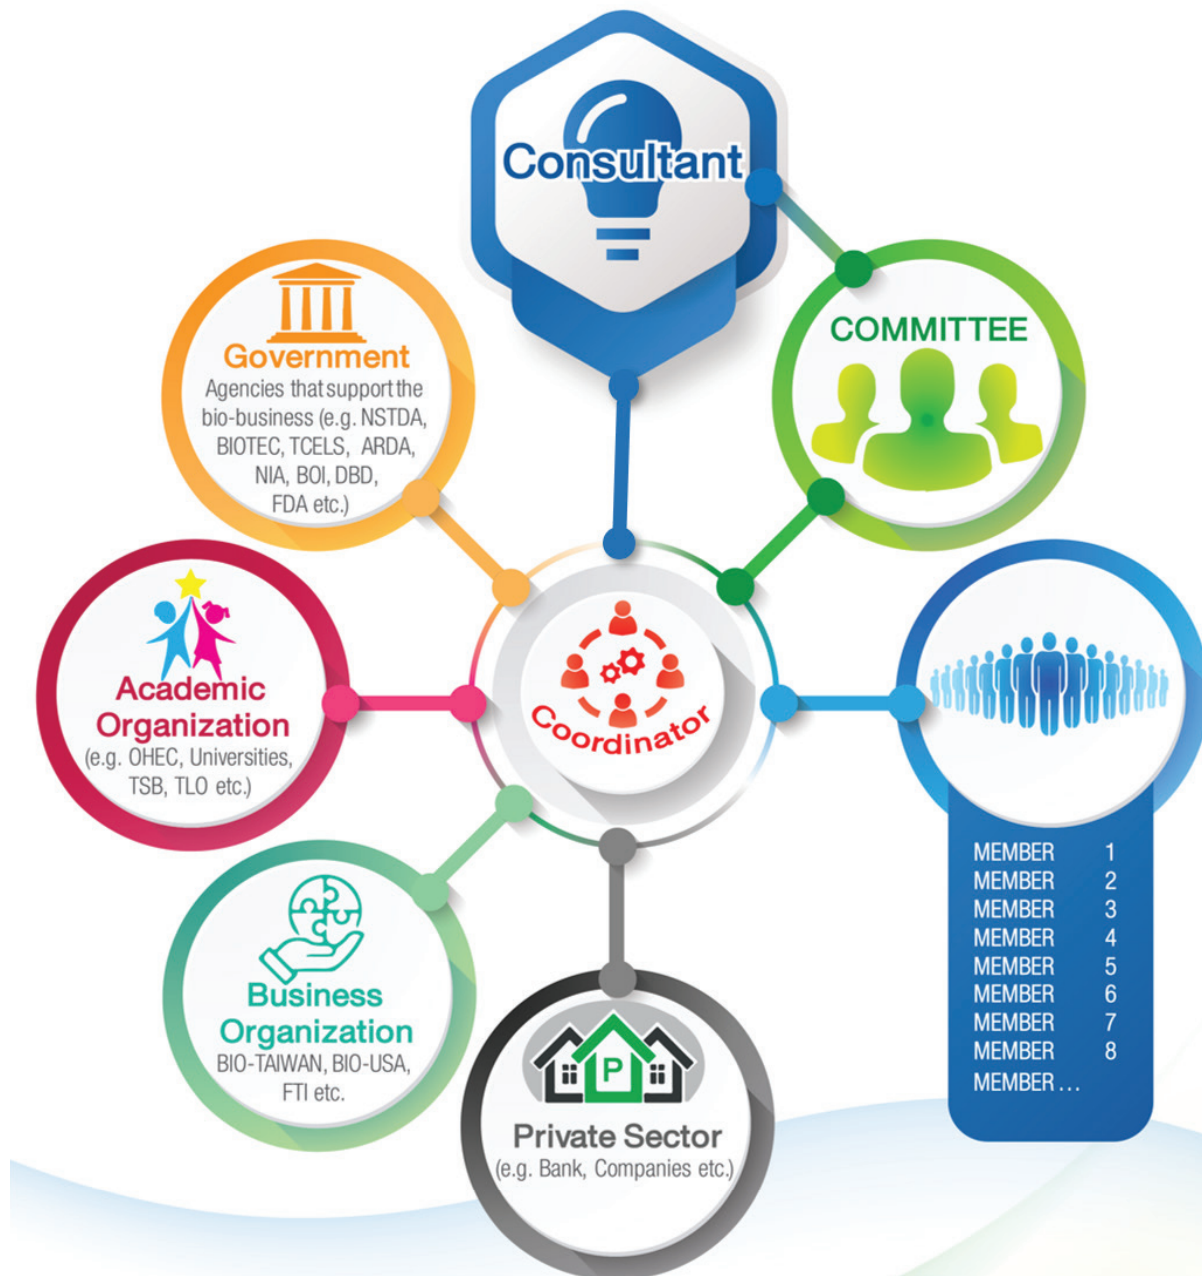 Consultant
COMMITTEE
Government
Agencies that support the
bio-business (e.g. NSTDA,
BIOTEC, TCELS, ARDA,
NIA, BOI, DBD,
FDA etc.)
Academic
Organization
(e.g. OHEC, Universities,
TSB, TLO etc.)
Coordinator
Business
Organization
BIO-TAIWAN, BIO-USA,
FTI etc.
P
Private Sector
(e.g. Bank, Companies etc.)
MEMBER 1
MEMBER 2
MEMBER 3
MEMBER 4
MEMBER 5
MEMBER 6
MEMBER 7
MEMBER 8
MEMBER ...